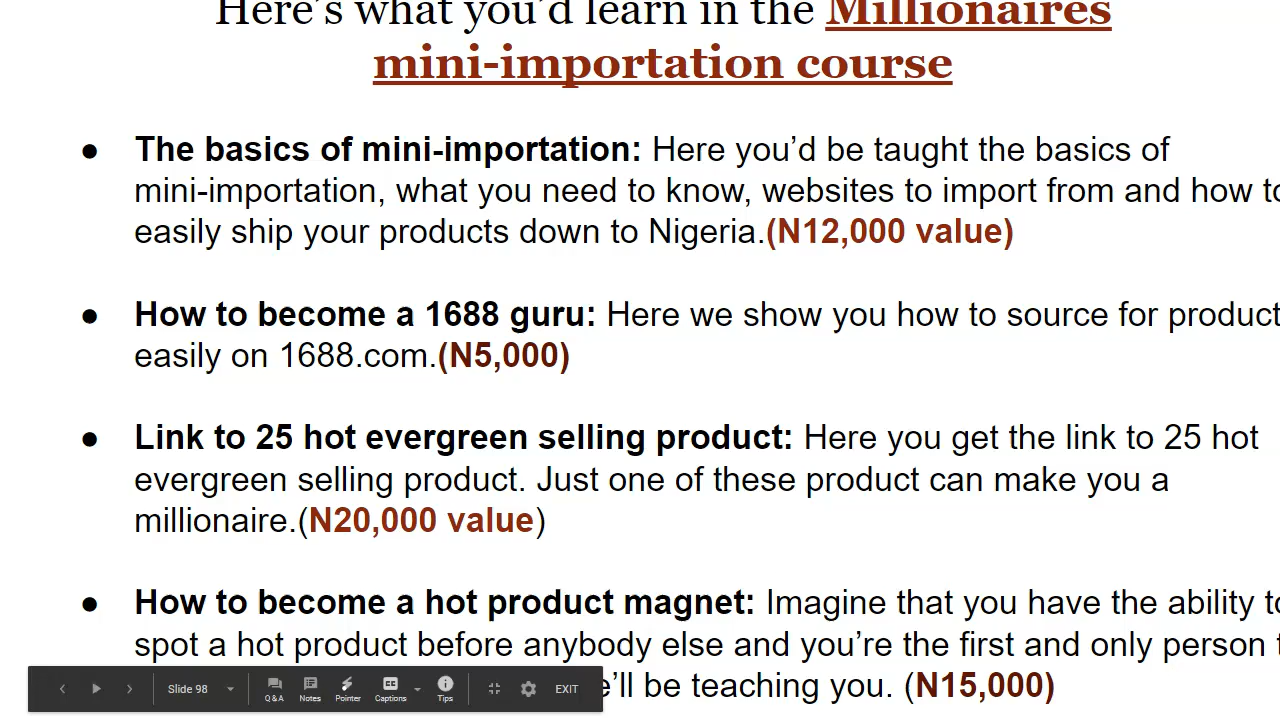 Here's what you'd learn in the Millionaires
mini-importation course
● The basics of mini-importation: Here you'd be taught the basics of
mini-importation, what you need to know, websites to import from and how to
easily ship your products down to Nigeria.(N12,000 value)
● How to become a 1688 guru: Here we show you how to source for product
easily on 1688.com.(N5,000)
● Link to 25 hot evergreen selling product: Here you get the link to 25 hot
evergreen selling product. Just one of these product can make you a
millionaire.(N20,000 value)
● How to become a hot product magnet: Imagine that you have the ability to
spot a hot product before anybody else and you're the first and only person
e'll be teaching you. (N15,000)
Slide 98 Q&A Notes Pointer Captions Tips EXIT